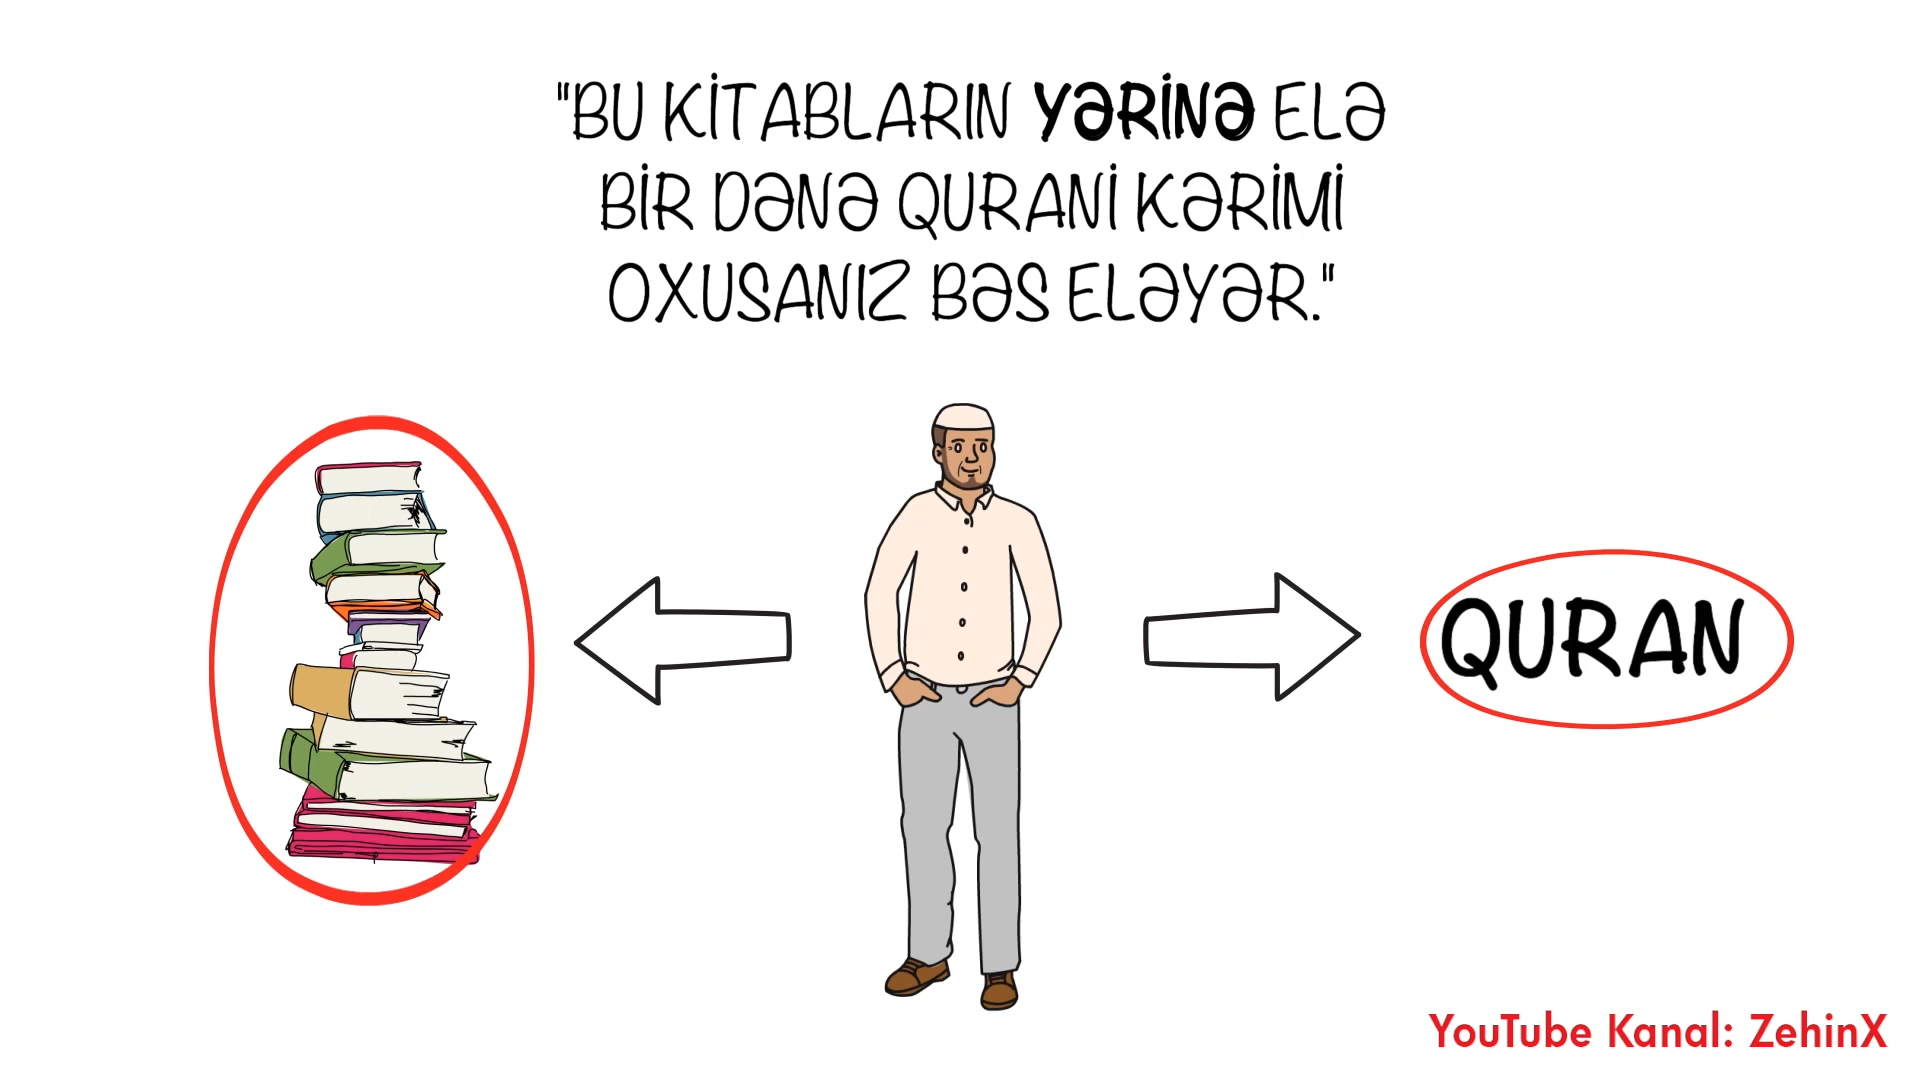 "BU KİTABLARIN YƏRİNƏ ELƏ
BİR DƏNƏ QURANİ KƏRİMİ
OXUSANIZ BƏS ELƏYƏR."
QURAN
YouTube Kanal: ZehinX